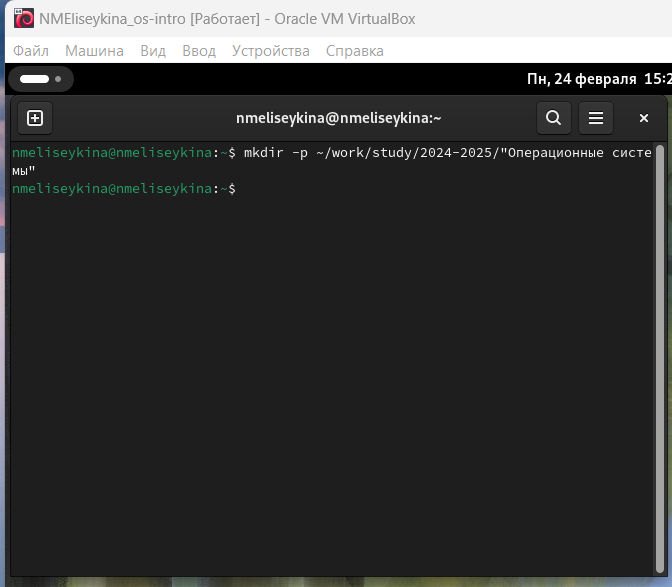 NMEliseykina_os-intro [Работает] - Oracle VM VirtualBox
Файл Машина Вид Ввод Устройства Справка
Пн, 24 февраля 15:2
nmeliseykina@nmeliseykina:~
nmeliseykina@nmeliseykina:~$ mkdir -p ~/work/study/2024-2025/"Операционные систе
мы"
nmeliseykina@nmeliseykina:~$